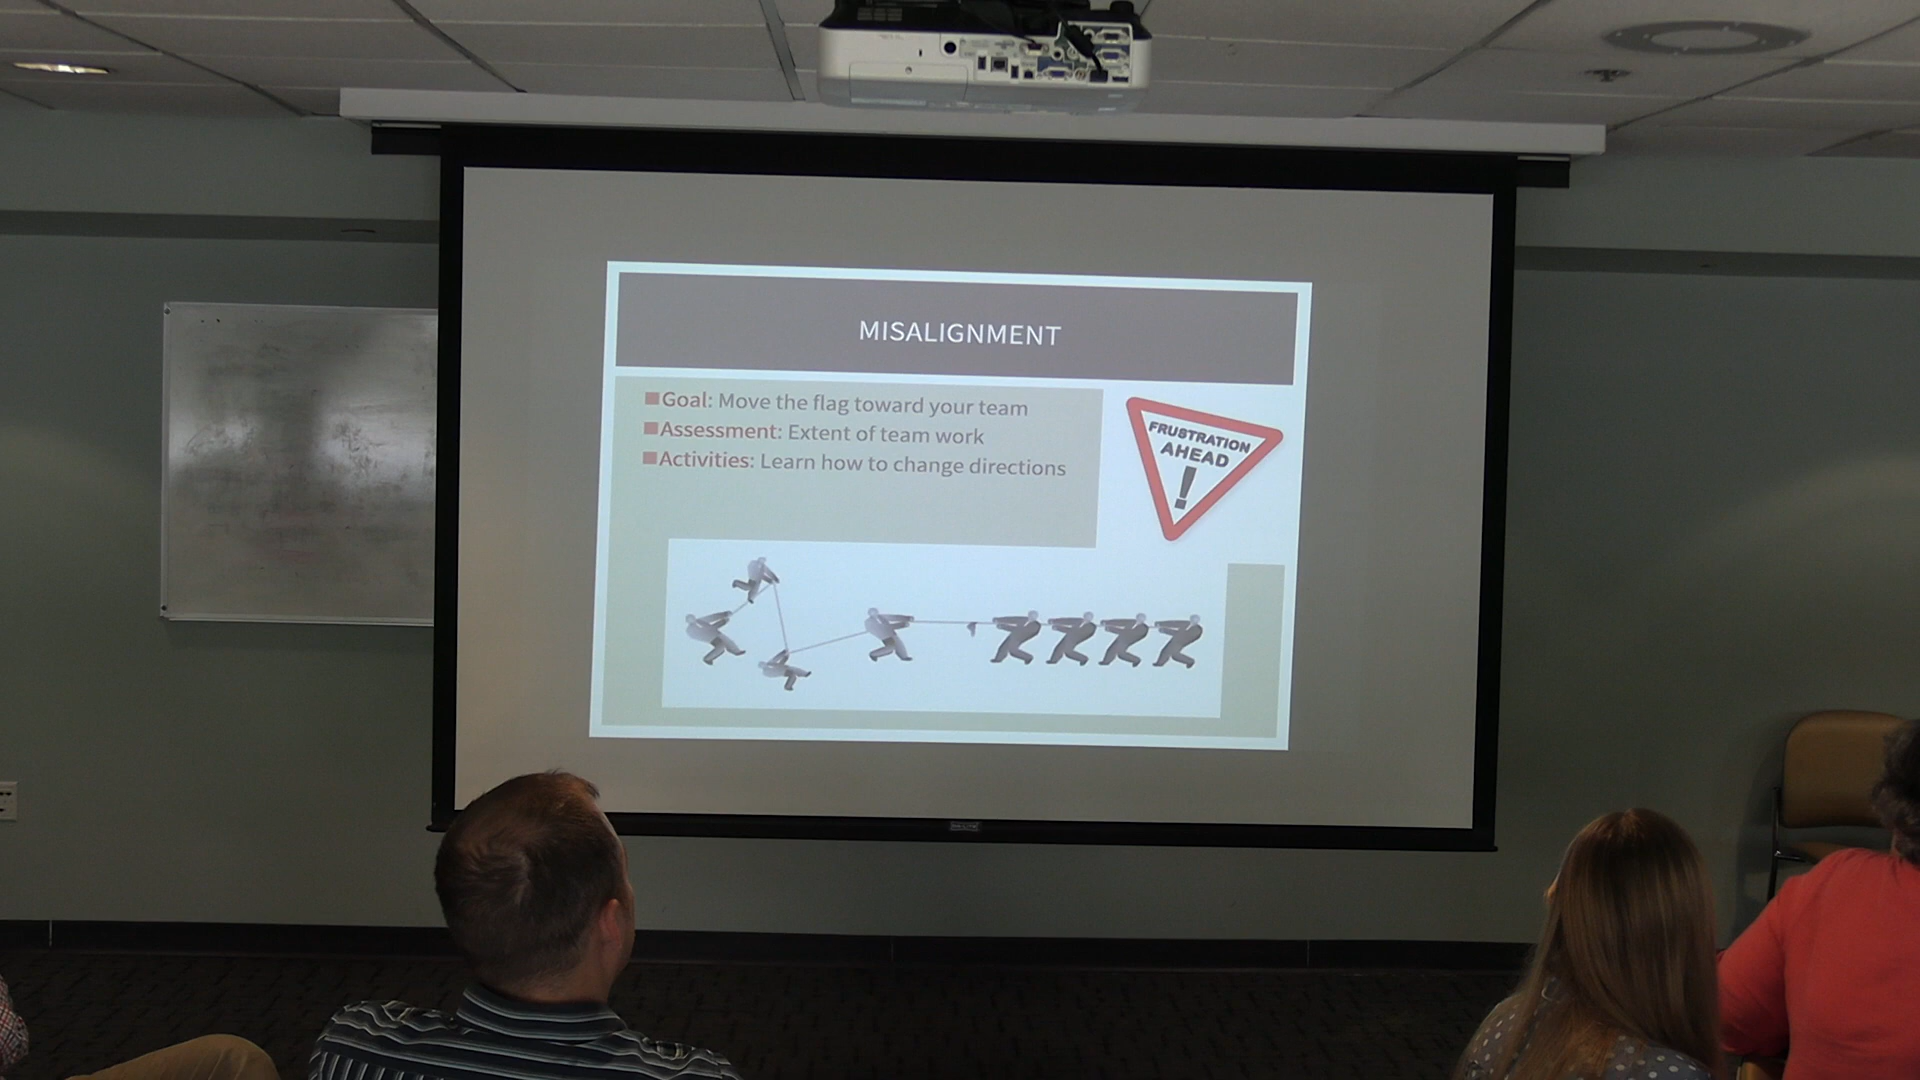 MISALIGNMENT
Goal: Move the flag toward your team
Assessment: Extent of team work
Activities: Learn how to change directions
FRUSTRATION
AHEAD
!